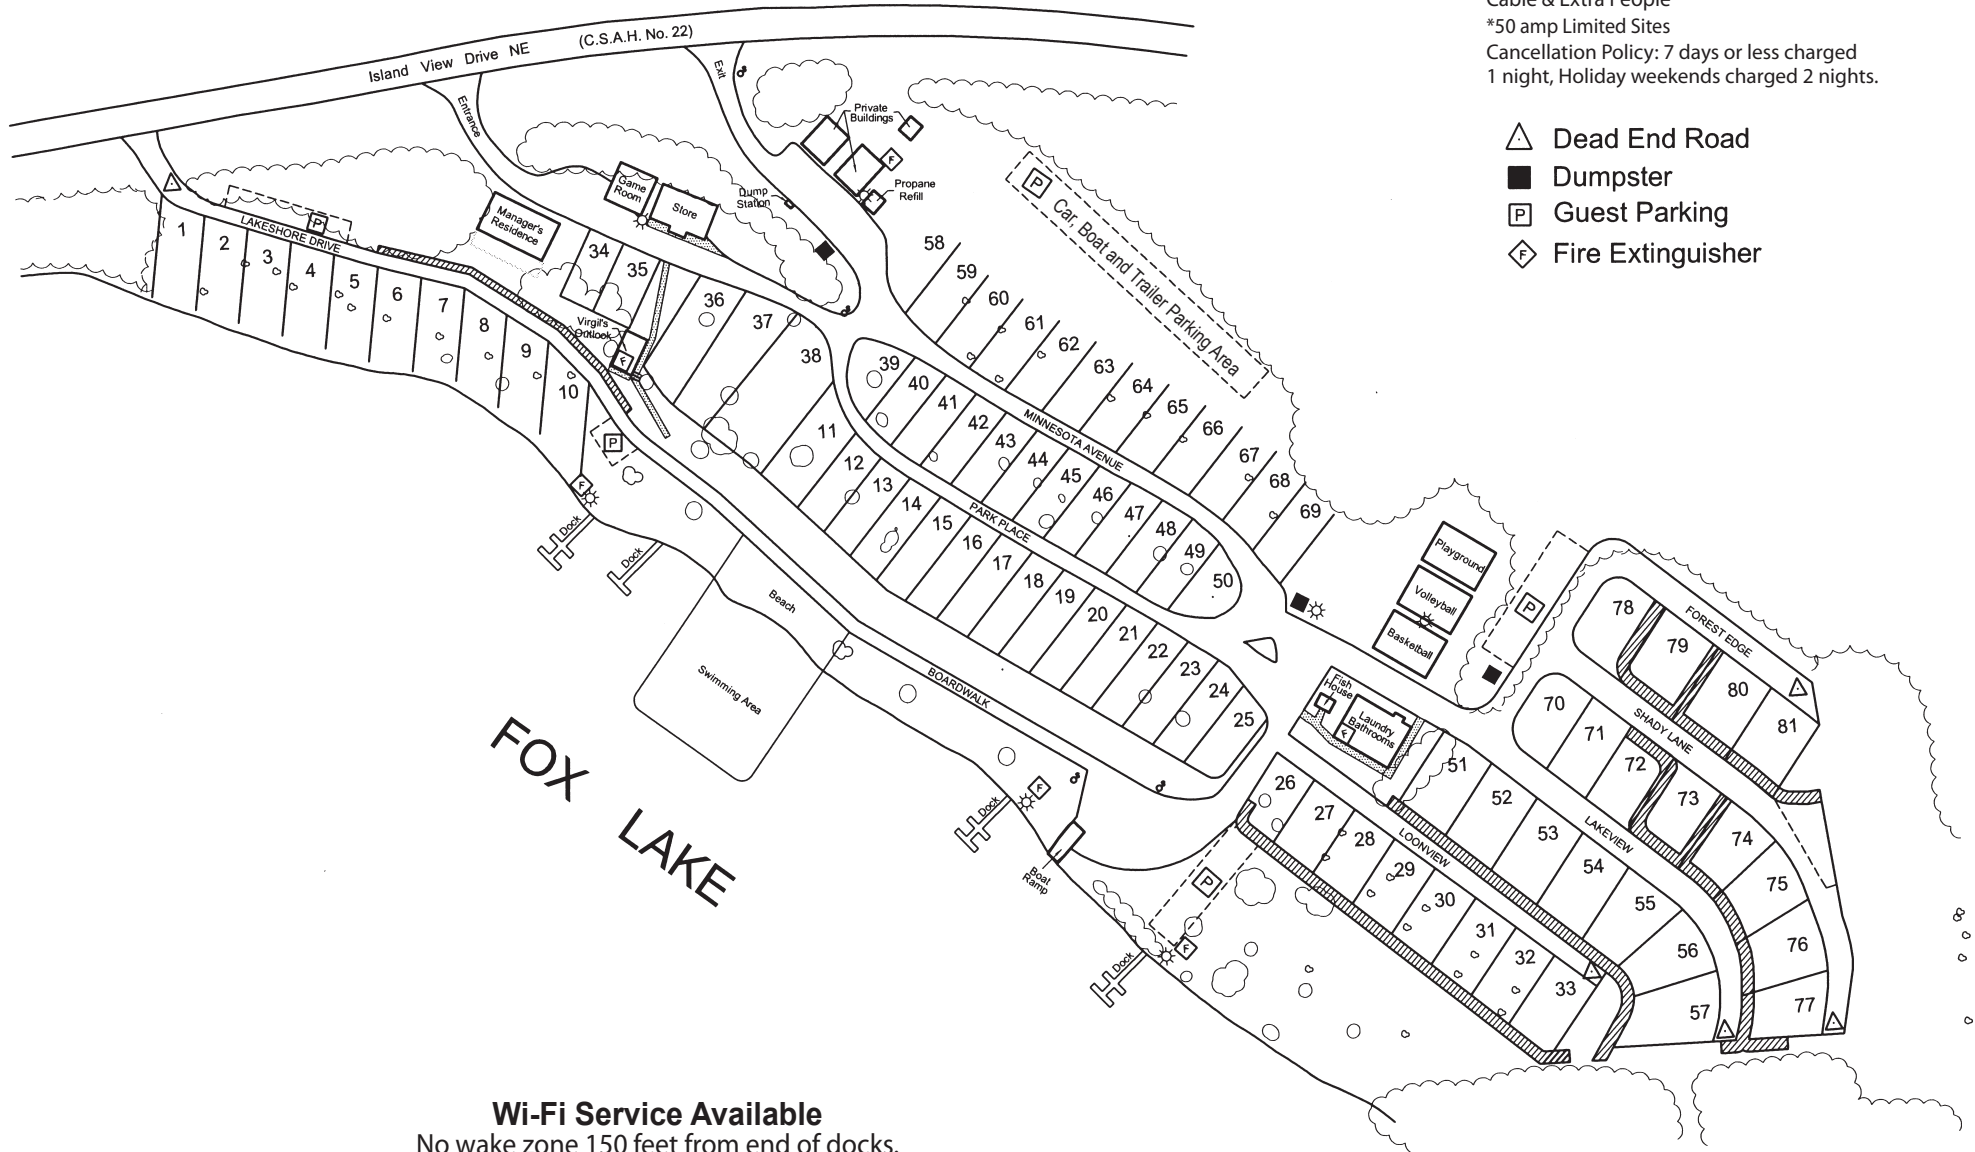 Cable & Extra People
*50 amp Limited Sites
Cancellation Policy: 7 days or less charged
1 night, Holiday weekends charged 2 nights.
Dead End Road
Dumpster
P Guest Parking
F Fire Extinguisher
Island View Drive NE (C.S.A.H. No. 22)
Entrance
Exit
Private
Buildings
F
Propane
Refill
Dump
Station
Game
Room
Store
Manager's
Residence
P
LAKESHORE DRIVE
P
Car, Boat and Trailer Parking Area
1
2
3
4
5
6
7
8
9
10
34
35
36
37
38
Virgil's
Outlook
F
P
F
Dock
Dock
Beach
Swimming Area
BOARDWALK
11
12
13
14
15
16
17
18
19
20
21
22
23
24
25
PARK PLACE
39
40
41
42
43
44
45
46
47
48
49
50
MINNESOTA AVENUE
58
59
60
61
62
63
64
65
66
67
68
69
Playground
Volleyball
Basketball
P
Fish
House
Laundry
Bathrooms
F
78
79
80
81
FOREST EDGE
SHADY LANE
70
71
72
73
74
75
76
77
LAKEVIEW
51
52
53
54
55
56
57
LOONVIEW
26
27
28
29
30
31
32
33
P
F
Dock
F
Dock
Boat
Ramp
FOX LAKE
Wi-Fi Service Available
No wake zone 150 feet from end of docks.